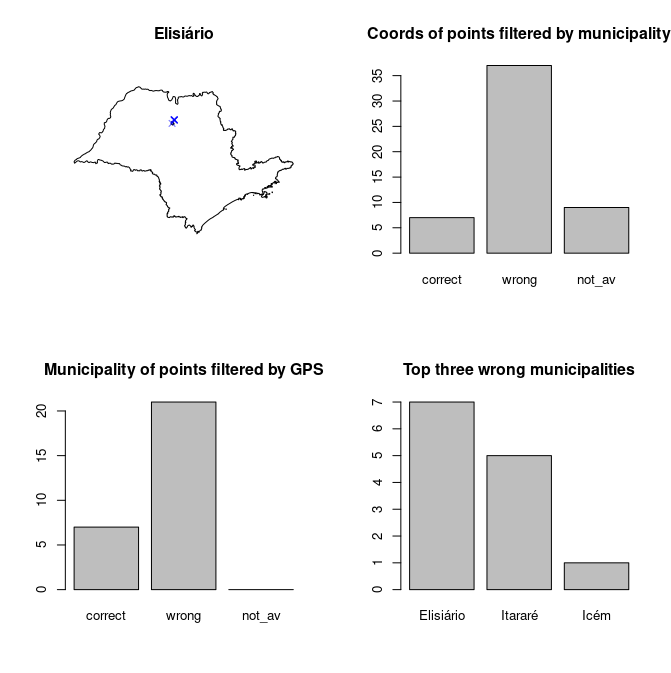 Elisiário
Coords of points filtered by municipality
0 5 10 15 20 25 30 35
correct wrong not_av
Municipality of points filtered by GPS
0 5 10 15 20
correct wrong not_av
Top three wrong municipalities
0 1 2 3 4 5 6 7
Elisiário Itararé Icém